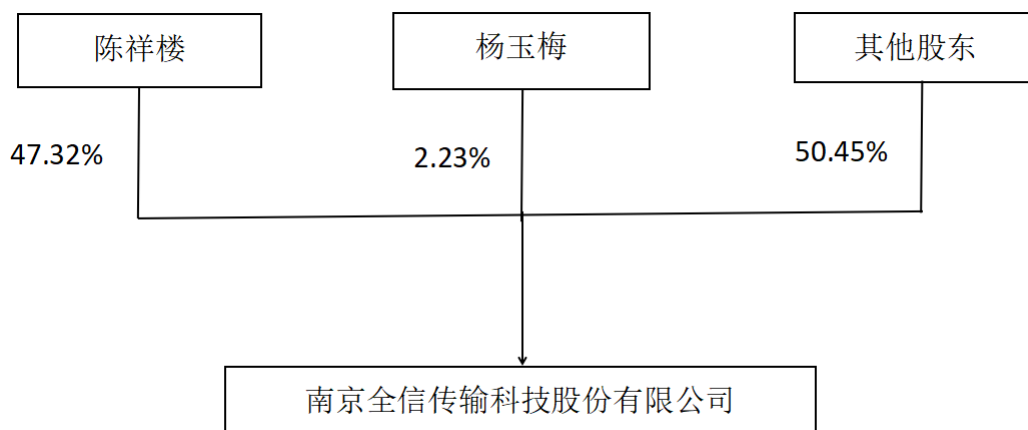 陈祥楼
杨玉梅
其他股东
47.32%
2.23%
50.45%
南京全信传输科技股份有限公司